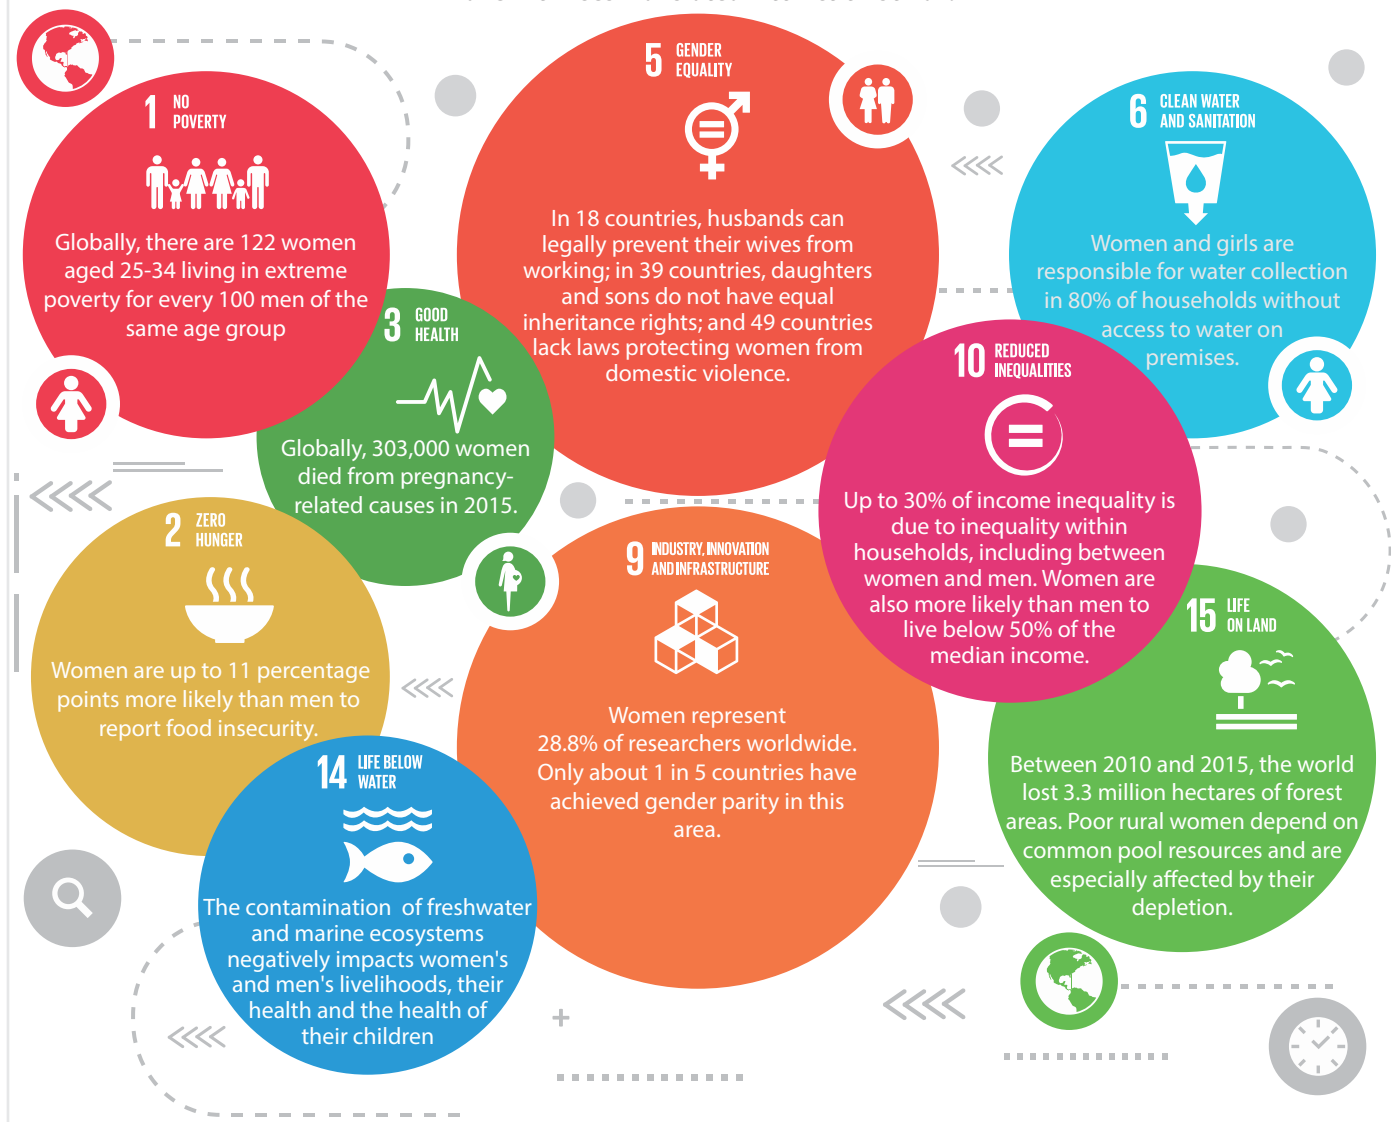 1 NO
POVERTY
Globally, there are 122 women
aged 25-34 living in extreme
poverty for every 100 men of the
same age group
5 GENDER
EQUALITY
In 18 countries, husbands can
legally prevent their wives from
working; in 39 countries, daughters
and sons do not have equal
inheritance rights; and 49 countries
lack laws protecting women from
domestic violence.
6 CLEAN WATER
AND SANITATION
Women and girls are
responsible for water collection
in 80% of households without
access to water on
premises.
3 GOOD
HEALTH
Globally, 303,000 women
died from pregnancy-
related causes in 2015.
10 REDUCED
INEQUALITIES
Up to 30% of income inequality is
due to inequality within
households, including between
women and men. Women are
also more likely than men to
live below 50% of the
median income.
2 ZERO
HUNGER
Women are up to 11 percentage
points more likely than men to
report food insecurity.
9 INDUSTRY, INNOVATION
AND INFRASTRUCTURE
Women represent
28.8% of researchers worldwide.
Only about 1 in 5 countries have
achieved gender parity in this
area.
15 LIFE
ON LAND
Between 2010 and 2015, the world
lost 3.3 million hectares of forest
areas. Poor rural women depend on
common pool resources and are
especially affected by their
depletion.
14 LIFE BELOW
WATER
The contamination of freshwater
and marine ecosystems
negatively impacts women's
and men's livelihoods, their
health and the health of
their children